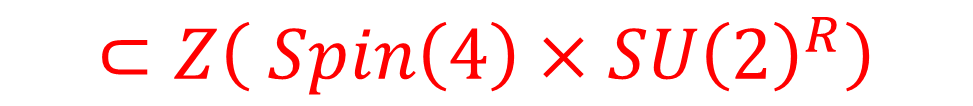 ⊂ Z( Spin(4) × SU(2)ᴿ)